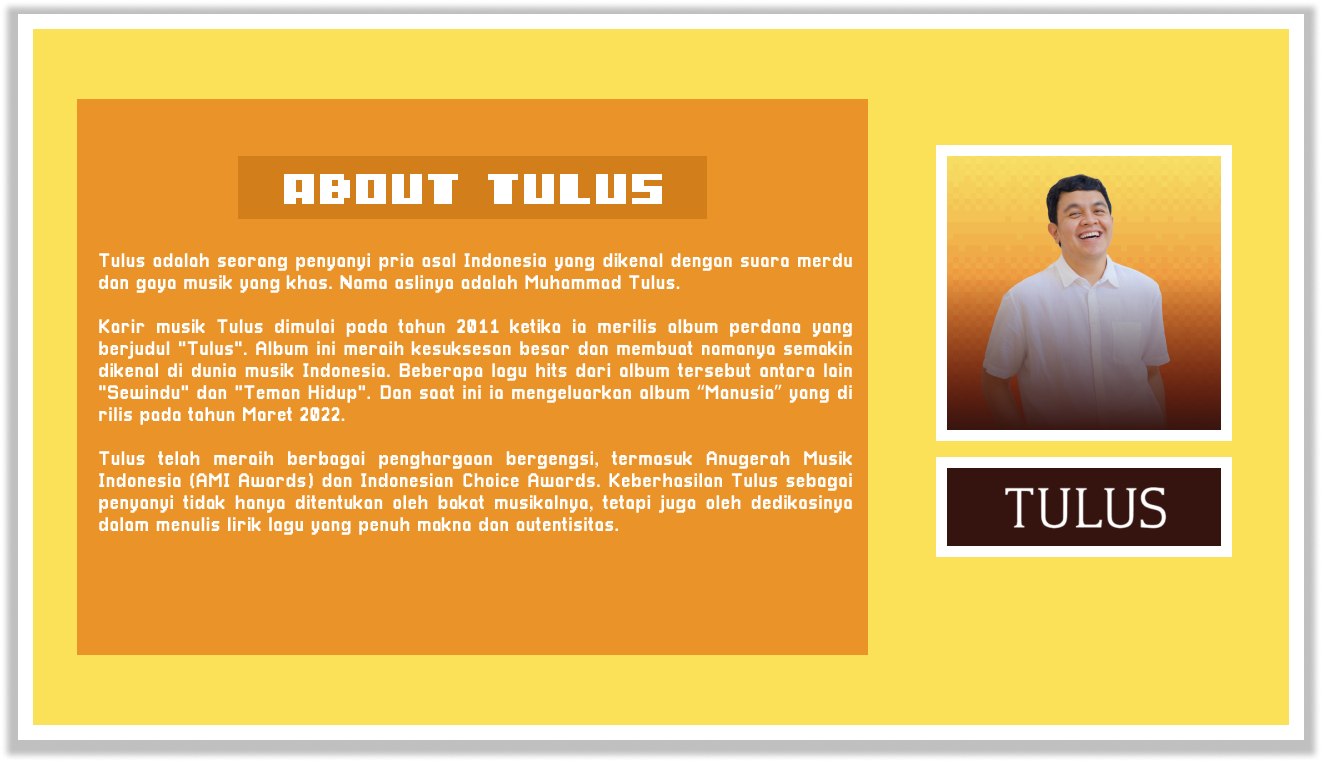 ABOUT TULUS
Tulus adalah seorang penyanyi pria asal Indonesia yang dikenal dengan suara merdu
dan gaya musik yang khas. Nama aslinya adalah Muhammad Tulus.
Karir musik Tulus dimulai pada tahun 2011 ketika ia merilis album perdana yang
berjudul "Tulus". Album ini meraih kesuksesan besar dan membuat namanya semakin
dikenal di dunia musik Indonesia. Beberapa lagu hits dari album tersebut antara lain
"Sewindu" dan "Teman Hidup". Dan saat ini ia mengeluarkan album “Manusia” yang di
rilis pada tahun Maret 2022.
Tulus telah meraih berbagai penghargaan bergengsi, termasuk Anugerah Musik
Indonesia (AMI Awards) dan Indonesian Choice Awards. Keberhasilan Tulus sebagai
penyanyi tidak hanya ditentukan oleh bakat musikalnya, tetapi juga oleh dedikasinya
dalam menulis lirik lagu yang penuh makna dan autentisitas.
TULUS